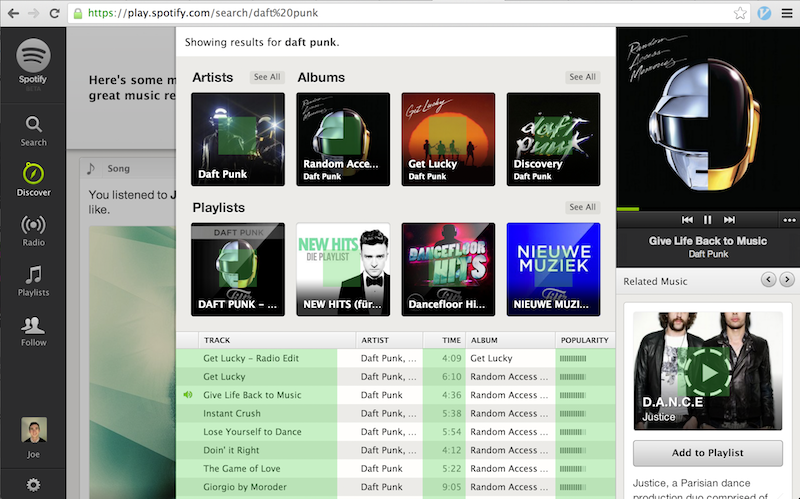 https://play.spotify.com/search/daft%20punk
Spotify
BETA
Search
Discover
Radio
Playlists
Follow
Joe
Here's some m
great music re
Song
You listened to J
like.
Showing results for daft punk.
Artists
See All
Albums
See All
Daft Punk
Random Access Memories
Random Acce...
Daft Punk
Get Lucky
Get Lucky
Daft Punk
daft punk
Discovery
Daft Punk
Playlists
See All
DAFT PUNK
DAFT PUNK – ...
NEW HITS
DIE PLAYLIST
NEW HITS (für...
DANCEFLOOR
HITS
Dancefloor Hi...
NIEUWE
MUZIEK
NIEUWE MUZI...
TRACK ARTIST TIME ALBUM POPULARITY
Get Lucky – Radio Edit Daft Punk, ... 4:09 Get Lucky
Get Lucky Daft Punk, ... 6:10 Random Access ...
Give Life Back to Music Daft Punk 4:36 Random Access ...
Instant Crush Daft Punk, ... 5:38 Random Access ...
Lose Yourself to Dance Daft Punk, ... 5:54 Random Access ...
Doin' it Right Daft Punk, ... 4:12 Random Access ...
The Game of Love Daft Punk 5:22 Random Access ...
Giorgio by Moroder Daft Punk 9:05 Random Access ...
Random
Access
Memories
Give Life Back to Music
Daft Punk
Related Music
D.A.N.C.E
Justice
Add to Playlist
Justice, a Parisian dance
production duo comprised of